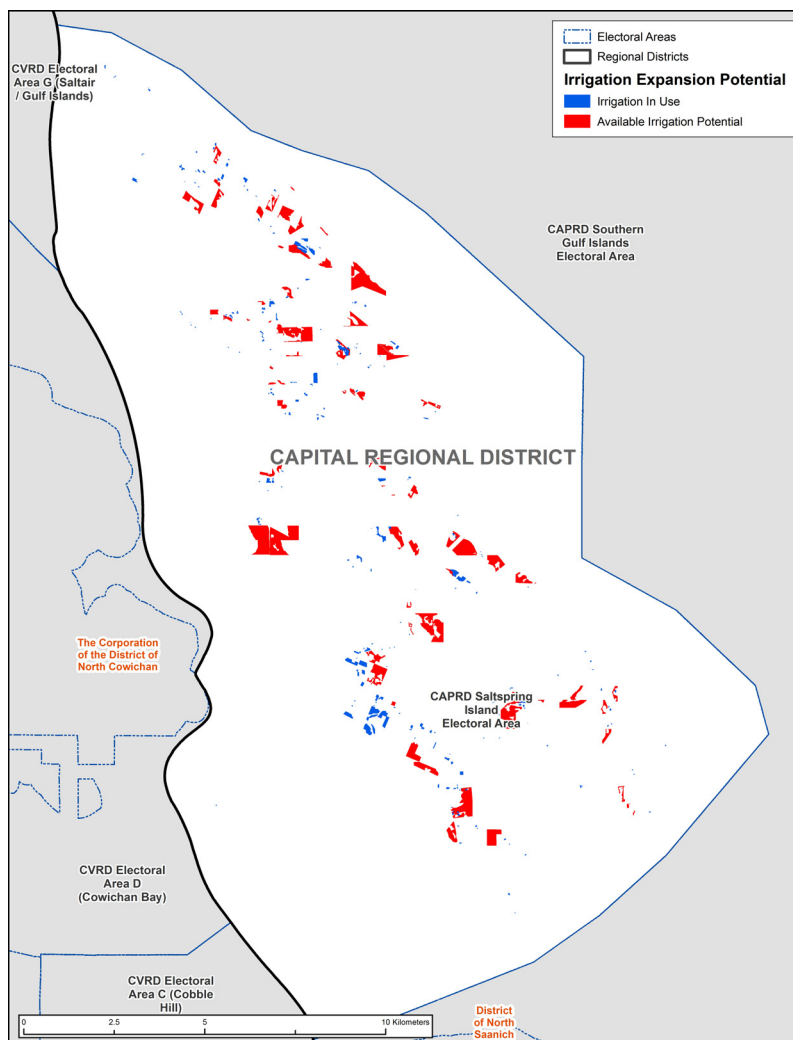 Electoral Areas
Regional Districts
Irrigation Expansion Potential
Irrigation In Use
Available Irrigation Potential
CVRD Electoral
Area G (Saltair
/ Gulf Islands)
CAPRD Southern
Gulf Islands
Electoral Area
CAPITAL REGIONAL DISTRICT
The Corporation
of the District of
North Cowichan
CAPRD Saltspring
Island
Electoral Area
CVRD Electoral
Area D
(Cowichan Bay)
CVRD Electoral
Area C (Cobble
Hill)
District
of North
Saanich
0 2.5 5 10 Kilometers